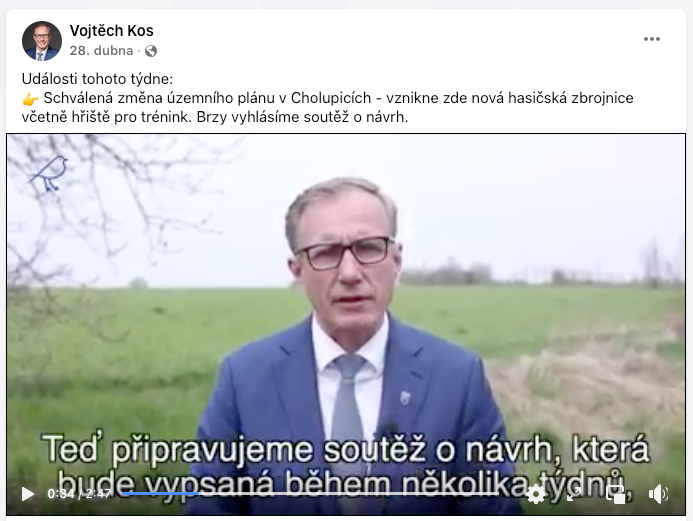 Vojtěch Kos
28. dubna ·
Události tohoto týdne:
👉 Schválená změna územního plánu v Cholupicích - vznikne zde nová hasičská zbrojnice
včetně hřiště pro trénink. Brzy vyhlásíme soutěž o návrh.
Teď připravujeme soutěž o návrh, která
bude vypsaná během několika týdnů,
0:34 / 2:47